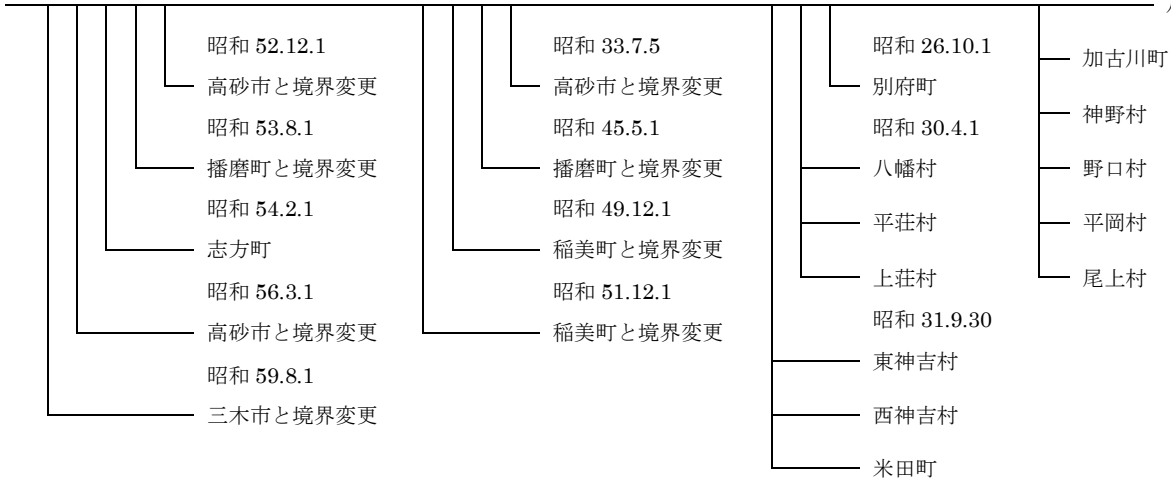 昭和 52.12.1
高砂市と境界変更
昭和 53.8.1
播磨町と境界変更
昭和 54.2.1
志方町
昭和 56.3.1
高砂市と境界変更
昭和 59.8.1
三木市と境界変更
昭和 33.7.5
高砂市と境界変更
昭和 45.5.1
播磨町と境界変更
昭和 49.12.1
稲美町と境界変更
昭和 51.12.1
稲美町と境界変更
昭和 26.10.1
別府町
昭和 30.4.1
八幡村
平荘村
上荘村
昭和 31.9.30
東神吉村
西神吉村
米田町
加古川町
神野村
野口村
平岡村
尾上村